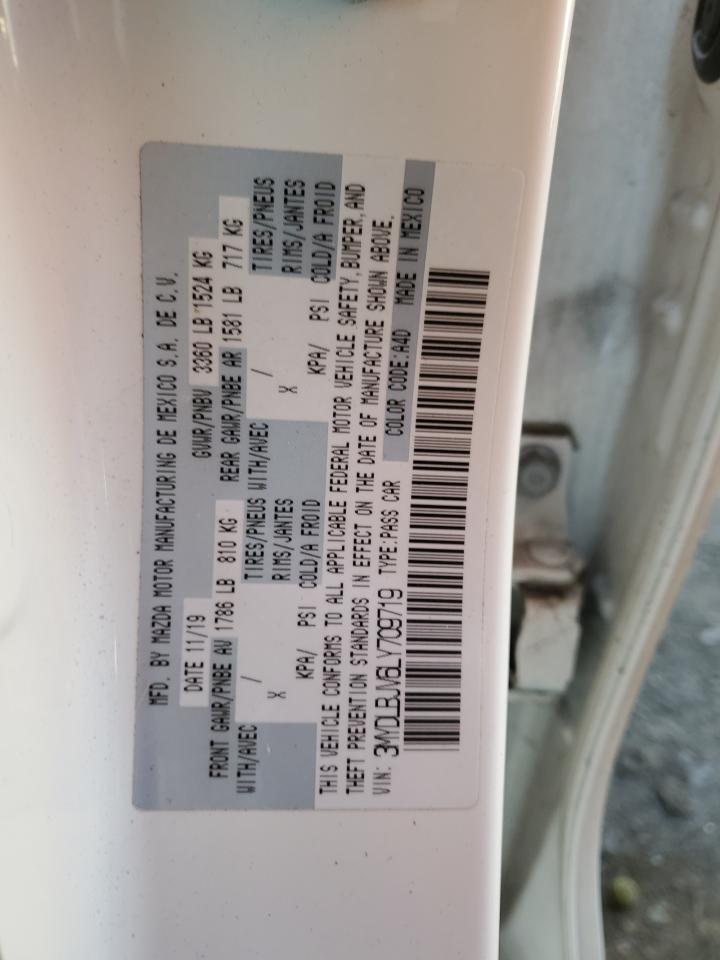 MFD. BY MAZDA MOTOR MANUFACTURING DE MEXICO S.A. DE C.V.
DATE 11/19 GVWR/PNBV 3360 LB 1524 KG
FRONT GAWR/PNBE AV 1786 LB 810 KG REAR GAWR/PNBE AR 1581 LB 717 KG
WITH/AVEC / TIRES/PNEUS WITH/AVEC / TIRES/PNEUS
X RIMS/JANTES X RIMS/JANTES
KPA/ PSI COLD/A FROID KPA/ PSI COLD/A FROID
THIS VEHICLE CONFORMS TO ALL APPLICABLE FEDERAL MOTOR VEHICLE SAFETY, BUMPER, AND
THEFT PREVENTION STANDARDS IN EFFECT ON THE DATE OF MANUFACTURE SHOWN ABOVE.
VIN: 3MYDLBJV6LY709719 TYPE:PASS CAR COLOR CODE:A4D MADE IN MEXICO